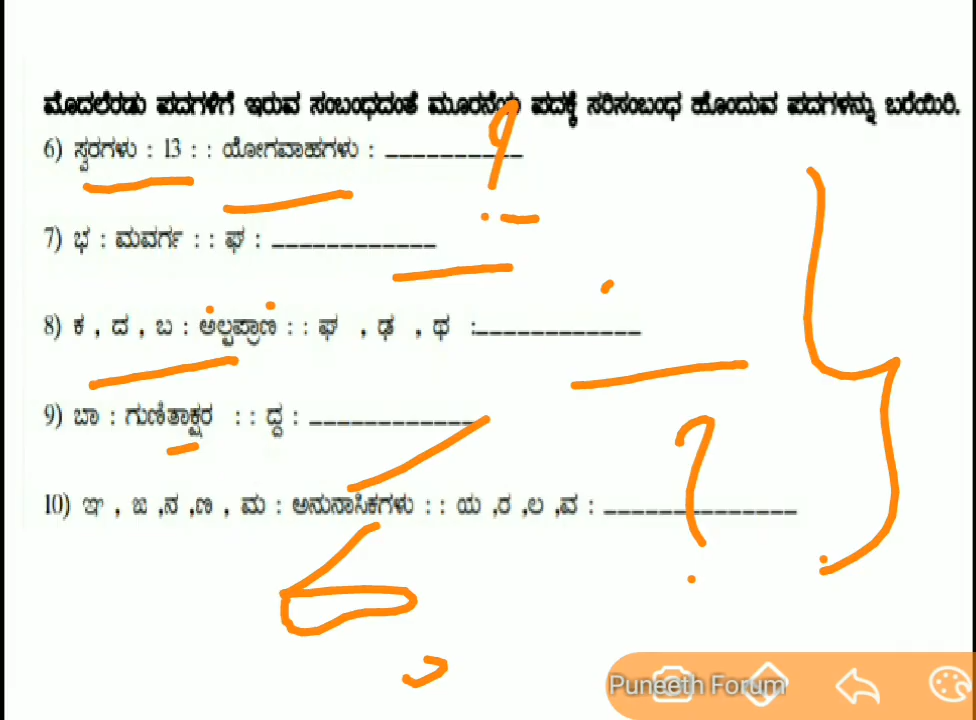 ಮೊದಲೆರಡು ಪದಗಳಿಗೆ ಇರುವ ಸಂಬಂಧದಂತೆ ಮೂರನೆಯ ಪದಕ್ಕೆ ಸರಿಸಂಬಂಧ ಹೊಂದುವ ಪದಗಳನ್ನು ಬರೆಯಿರಿ.
6) ಸ್ವರಗಳು : 13 : : ಯೋಗವಾಹಗಳು : __________
7) ಭ : ಮವರ್ಗ : : ಘ : ____________
8) ಕ , ದ , ಬ : ಅಲ್ಪಪ್ರಾಣ : : ಘ , ಢ , ಥ :____________
9) ಬಾ : ಗುಣಿತಾಕ್ಷರ : : ದ್ದ : ____________
10) ಞ , ಙ ,ನ ,ಣ , ಮ : ಅನುನಾಸಿಕಗಳು : : ಯ ,ರ ,ಲ ,ವ : ______________
Puneeth Forum